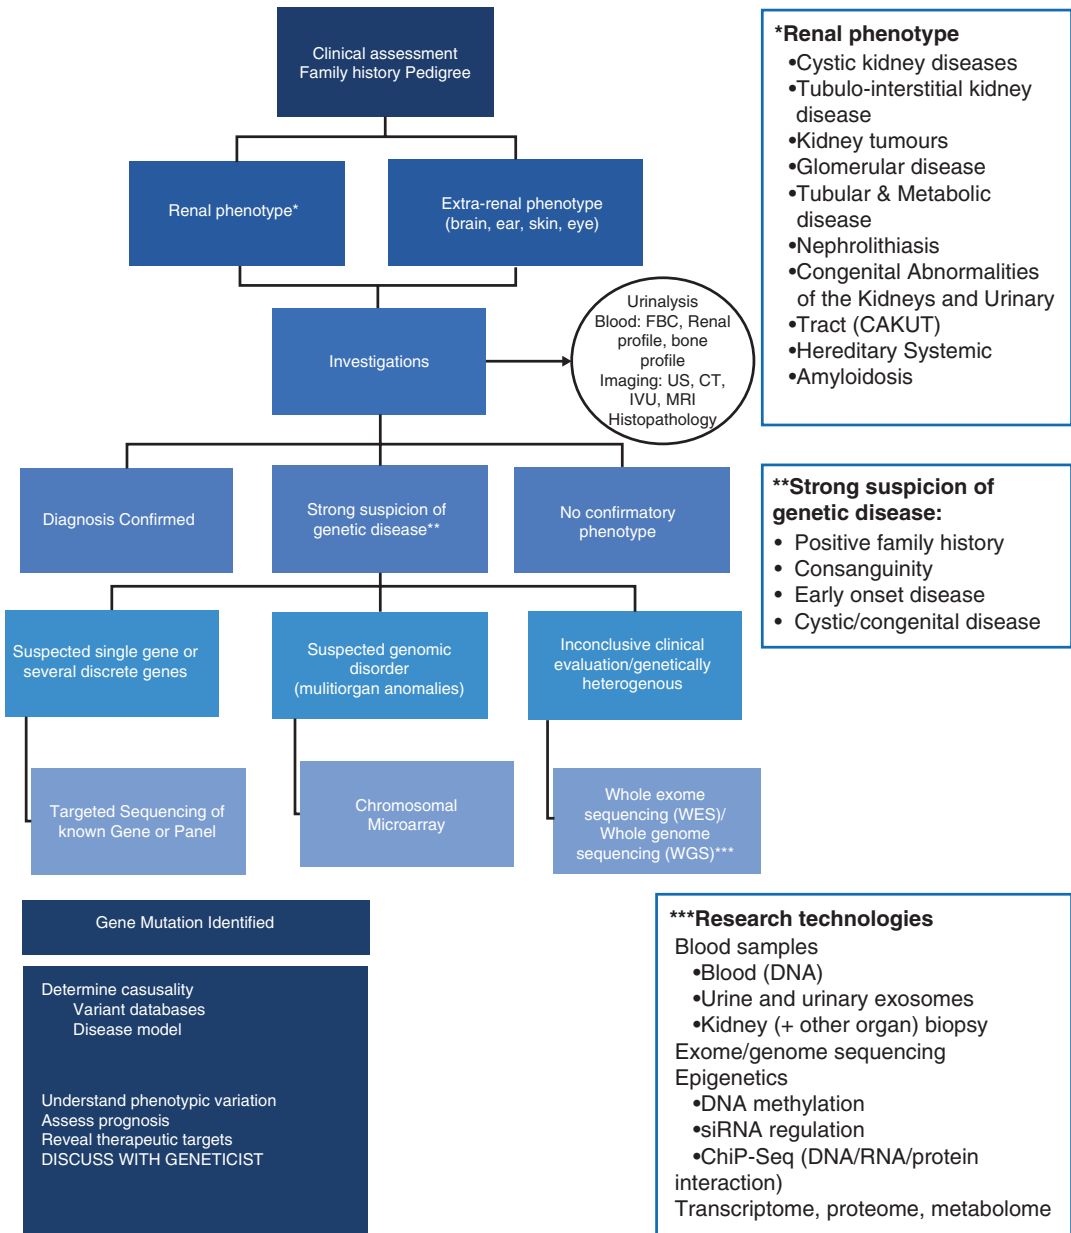 Clinical assessment
Family history Pedigree
Renal phenotype*
Extra-renal phenotype
(brain, ear, skin, eye)
Investigations
Urinalysis
Blood: FBC, Renal
profile, bone
profile
Imaging: US, CT,
IVU, MRI
Histopathology
Diagnosis Confirmed
Strong suspicion of
genetic disease**
No confirmatory
phenotype
Suspected single gene or
several discrete genes
Suspected genomic
disorder
(mulitiorgan anomalies)
Inconclusive clinical
evaluation/genetically
heterogenous
Targeted Sequencing of
known Gene or Panel
Chromosomal
Microarray
Whole exome
sequencing (WES)/
Whole genome
sequencing (WGS)***
Gene Mutation Identified
Determine casuality
Variant databases
Disease model
Understand phenotypic variation
Assess prognosis
Reveal therapeutic targets
DISCUSS WITH GENETICIST
*Renal phenotype
•Cystic kidney diseases
•Tubulo-interstitial kidney
disease
•Kidney tumours
•Glomerular disease
•Tubular & Metabolic
disease
•Nephrolithiasis
•Congenital Abnormalities
of the Kidneys and Urinary
•Tract (CAKUT)
•Hereditary Systemic
•Amyloidosis
**Strong suspicion of
genetic disease:
• Positive family history
• Consanguinity
• Early onset disease
• Cystic/congenital disease
***Research technologies
Blood samples
•Blood (DNA)
•Urine and urinary exosomes
•Kidney (+ other organ) biopsy
Exome/genome sequencing
Epigenetics
•DNA methylation
•siRNA regulation
•ChiP-Seq (DNA/RNA/protein
interaction)
Transcriptome, proteome, metabolome